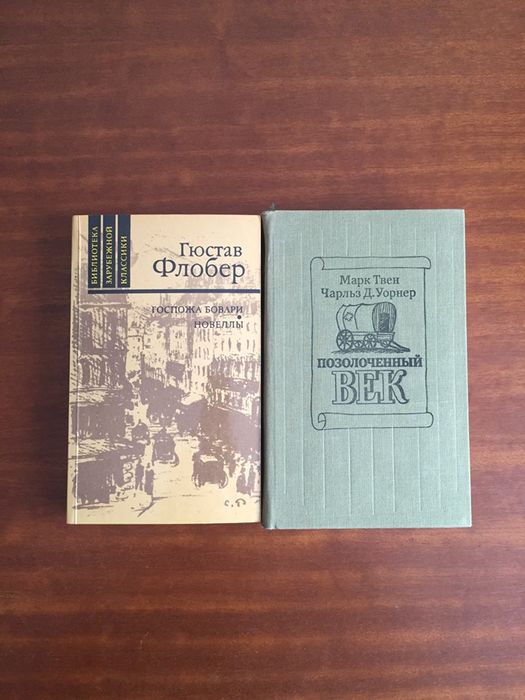 БИБЛИОТЕКА
ЗАРУБЕЖНОЙ
КЛАССИКИ
Гюстав
Флобер
ГОСПОЖА БОВАРИ
НОВЕЛЛЫ
Марк Твен
Чарльз Д. Уорнер
ПОЗОЛОЧЕННЫЙ
ВЕК